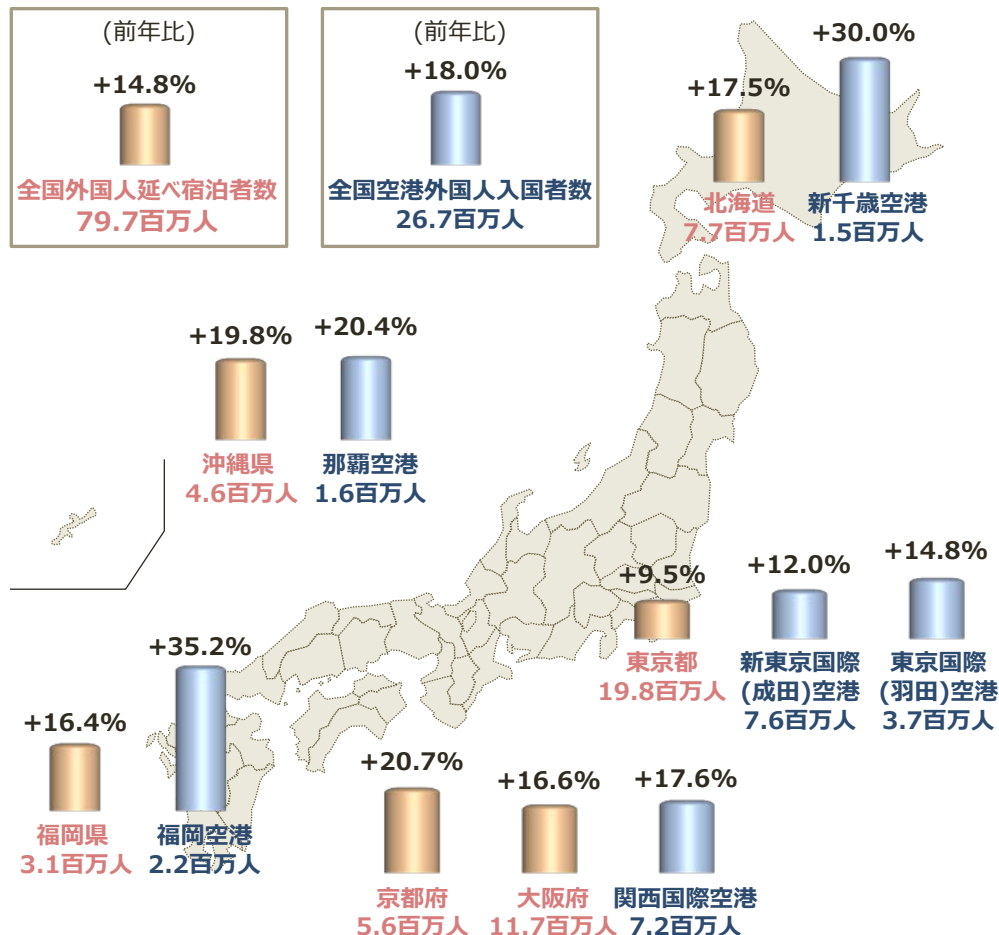 (前年比)
+14.8%
全国外国人延べ宿泊者数
79.7百万人
(前年比)
+18.0%
全国空港外国人入国者数
26.7百万人
+17.5%
北海道
7.7百万人
+30.0%
新千歳空港
1.5百万人
+19.8%
沖縄県
4.6百万人
+20.4%
那覇空港
1.6百万人
+9.5%
東京都
19.8百万人
+12.0%
新東京国際
(成田)空港
7.6百万人
+14.8%
東京国際
(羽田)空港
3.7百万人
+16.4%
福岡県
3.1百万人
+35.2%
福岡空港
2.2百万人
+20.7%
京都府
5.6百万人
+16.6%
大阪府
11.7百万人
+17.6%
関西国際空港
7.2百万人